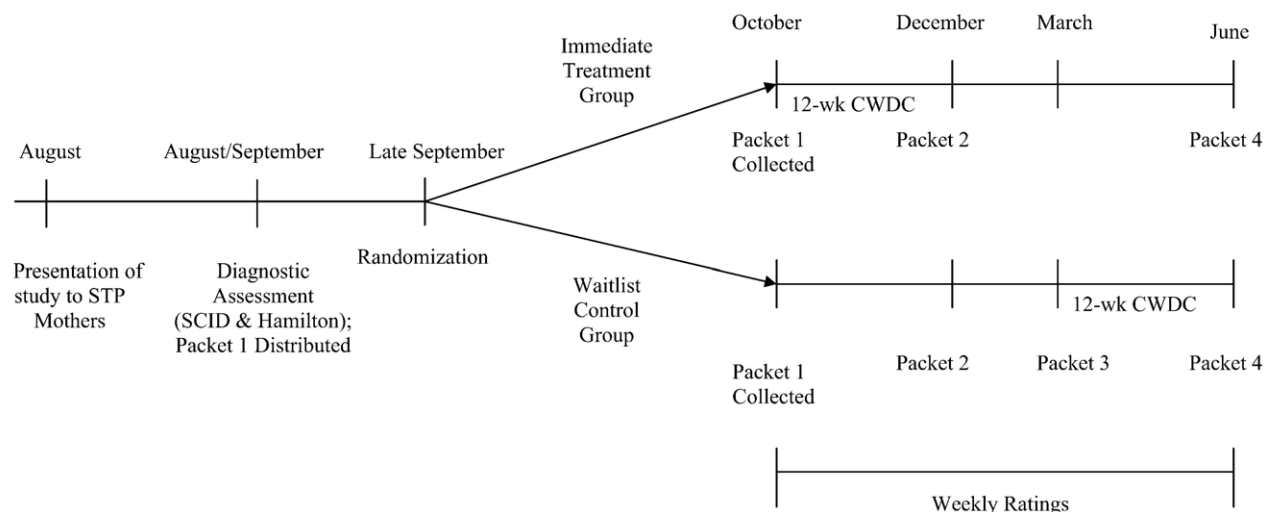 August
Presentation of
study to STP
Mothers
August/September
Diagnostic
Assessment
(SCID & Hamilton);
Packet 1 Distributed
Late September
Randomization
Immediate
Treatment
Group
October
December
March
June
12-wk CWDC
Packet 1
Collected
Packet 2
Packet 4
Waitlist
Control
Group
12-wk CWDC
Packet 1
Collected
Packet 2
Packet 3
Packet 4
Weekly Ratings